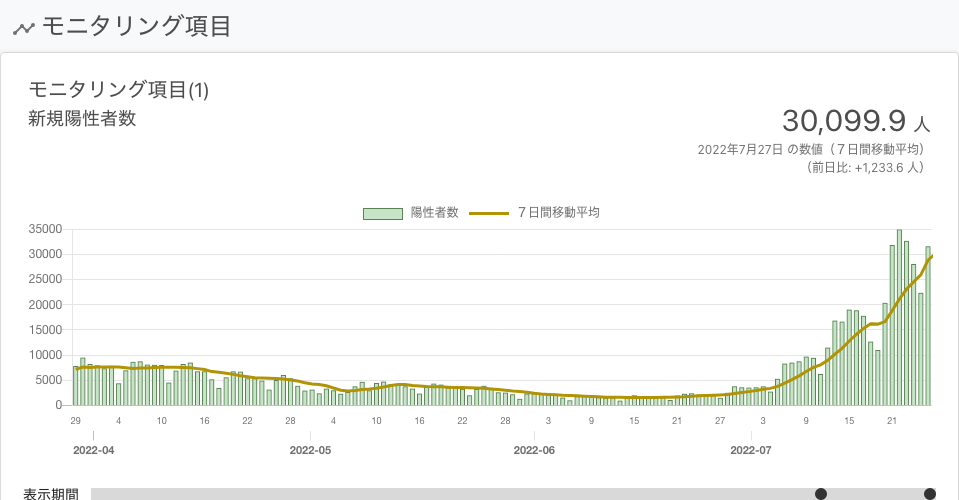 モニタリング項目
モニタリング項目(1)
新規陽性者数
30,099.9 人
2022年7月27日 の数値（７日間移動平均）
（前日比: +1,233.6 人）
陽性者数 ７日間移動平均
35000
30000
25000
20000
15000
10000
5000
0
29 4 10 16 22 28 4 10 16 22 28 3 9 15 21 27 3 9 15 21
2022-04 2022-05 2022-06 2022-07
表示期間